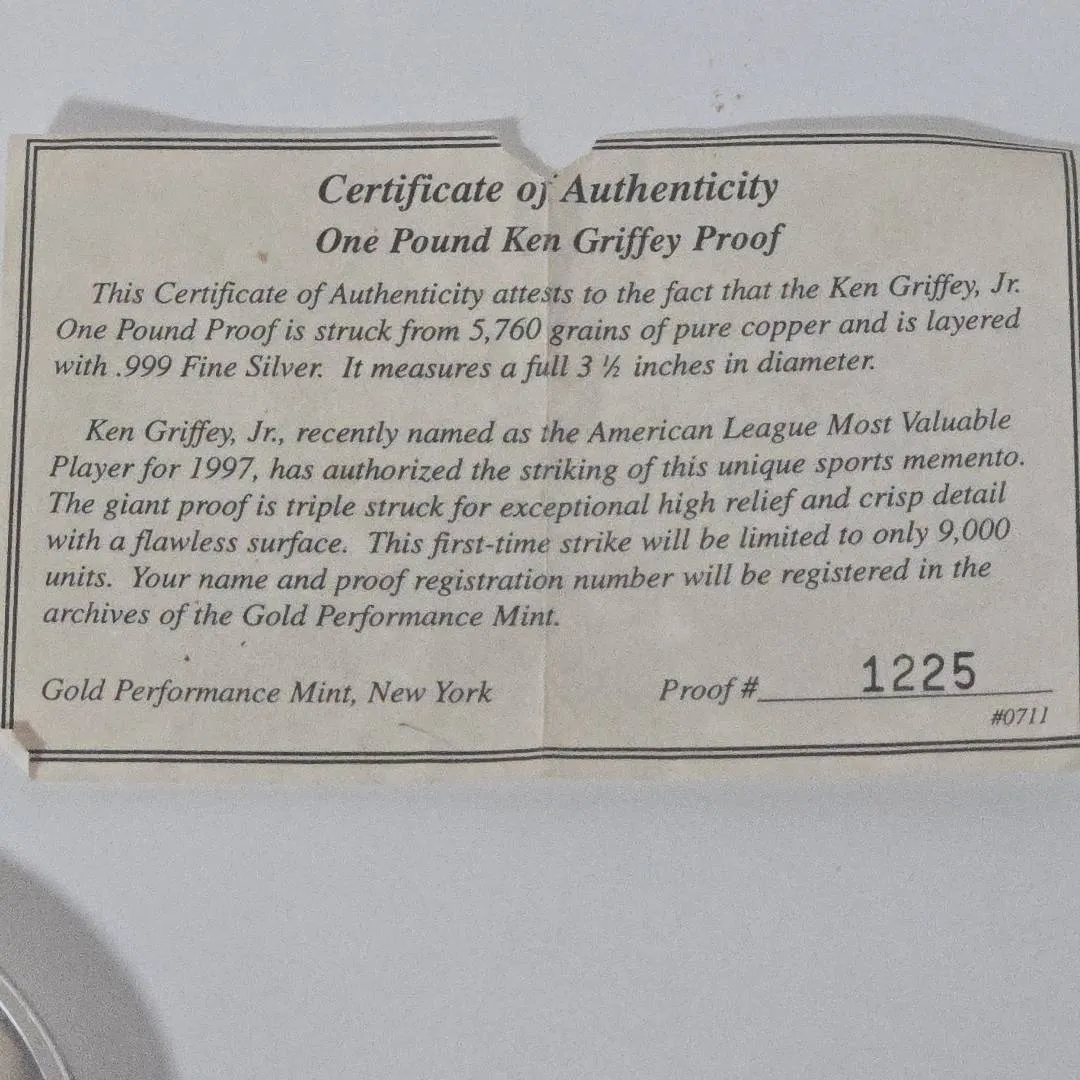 Certificate of Authenticity
One Pound Ken Griffey Proof
This Certificate of Authenticity attests to the fact that the Ken Griffey, Jr.
One Pound Proof is struck from 5,760 grains of pure copper and is layered
with .999 Fine Silver. It measures a full 3 ½ inches in diameter.
Ken Griffey, Jr., recently named as the American League Most Valuable
Player for 1997, has authorized the striking of this unique sports memento.
The giant proof is triple struck for exceptional high relief and crisp detail
with a flawless surface. This first-time strike will be limited to only 9,000
units. Your name and proof registration number will be registered in the
archives of the Gold Performance Mint.
Gold Performance Mint, New York
Proof # 1225
#0711